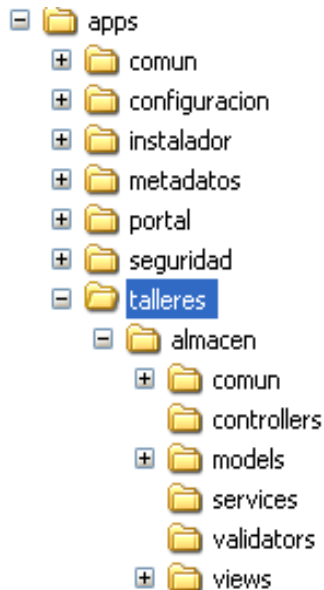 apps
comun
configuracion
instalador
metadatos
portal
seguridad
talleres
almacen
comun
controllers
models
services
validators
views